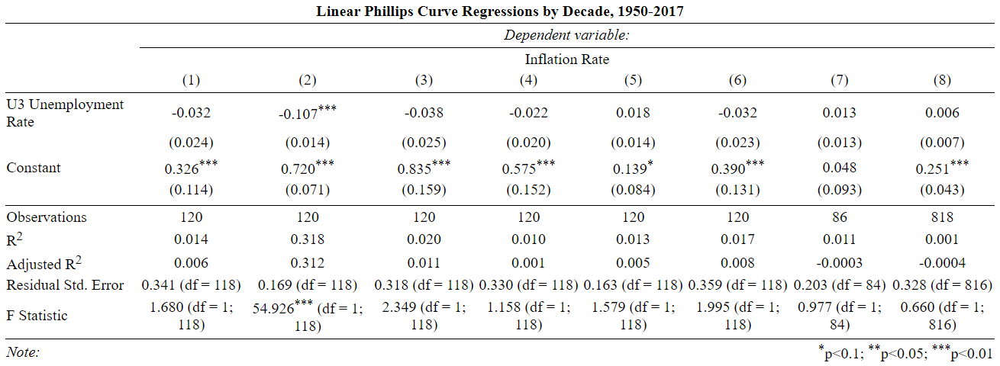 Linear Phillips Curve Regressions by Decade, 1950-2017
Dependent variable:
Inflation Rate
(1) (2) (3) (4) (5) (6) (7) (8)
U3 Unemployment Rate -0.032 -0.107*** -0.038 -0.022 0.018 -0.032 0.013 0.006
(0.024) (0.014) (0.025) (0.020) (0.014) (0.023) (0.013) (0.007)
Constant 0.326*** 0.720*** 0.835*** 0.575*** 0.139* 0.390*** 0.048 0.251***
(0.114) (0.071) (0.159) (0.152) (0.084) (0.131) (0.093) (0.043)
Observations 120 120 120 120 120 120 86 818
R2 0.014 0.318 0.020 0.010 0.013 0.017 0.011 0.001
Adjusted R2 0.006 0.312 0.011 0.001 0.005 0.008 -0.0003 -0.0004
Residual Std. Error 0.341 (df = 118) 0.169 (df = 118) 0.318 (df = 118) 0.330 (df = 118) 0.163 (df = 118) 0.359 (df = 118) 0.203 (df = 84) 0.328 (df = 816)
F Statistic 1.680 (df = 1; 118) 54.926*** (df = 1; 118) 2.349 (df = 1; 118) 1.158 (df = 1; 118) 1.579 (df = 1; 118) 1.995 (df = 1; 118) 0.977 (df = 1; 84) 0.660 (df = 1; 816)
Note: *p<0.1; **p<0.05; ***p<0.01